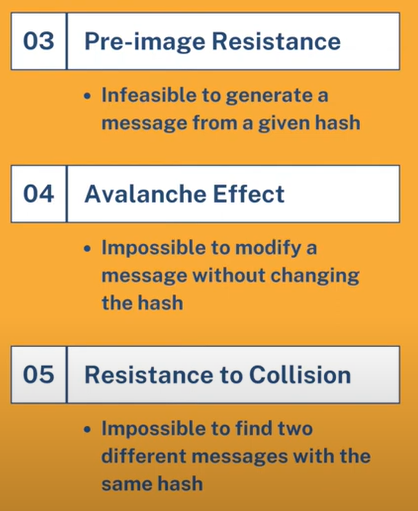 03 Pre-image Resistance
• Infeasible to generate a
message from a given hash
04 Avalanche Effect
• Impossible to modify a
message without changing
the hash
05 Resistance to Collision
• Impossible to find two
different messages with the
same hash